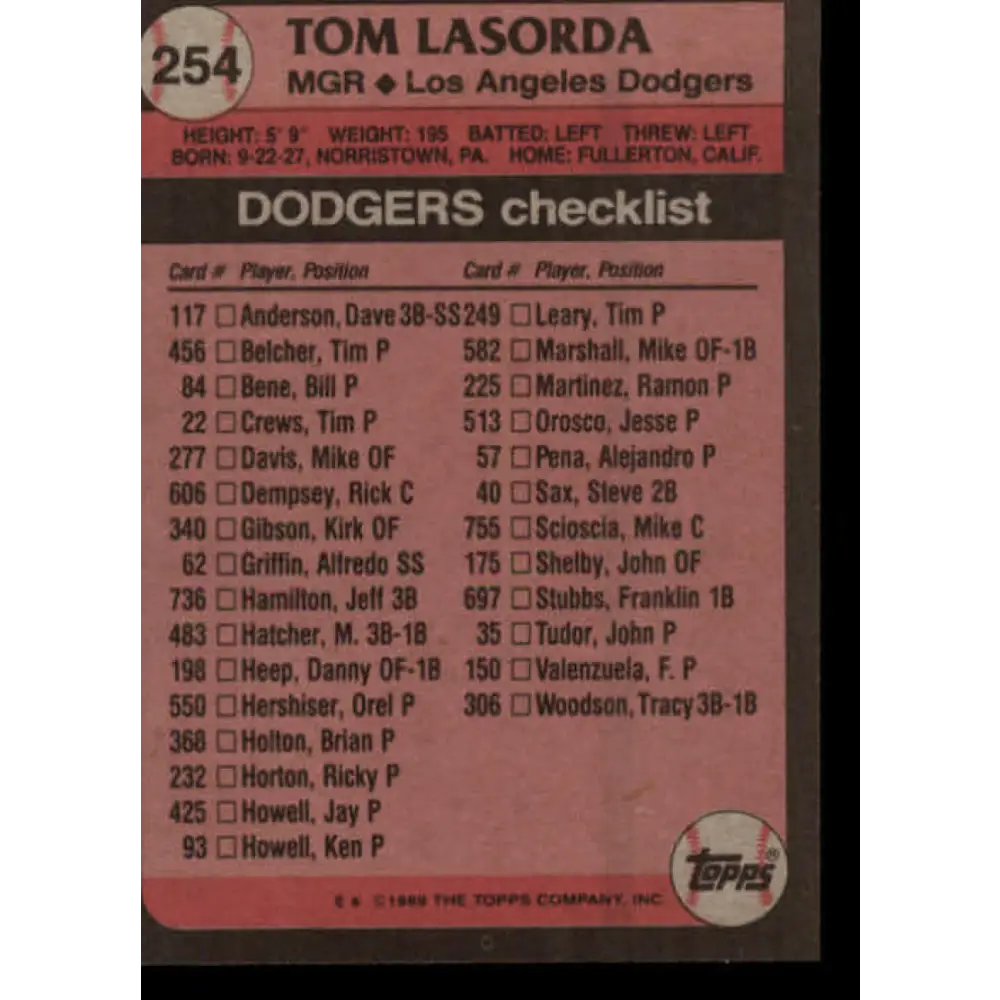 254
TOM LASORDA
MGR ◆ Los Angeles Dodgers
HEIGHT: 5' 9" WEIGHT: 195 BATTED: LEFT THREW: LEFT
BORN: 9-22-27, NORRISTOWN, PA. HOME: FULLERTON, CALIF.
DODGERS checklist
Card # Player, Position
117 □ Anderson, Dave 3B-SS
456 □ Belcher, Tim P
84 □ Bene, Bill P
22 □ Crews, Tim P
277 □ Davis, Mike OF
606 □ Dempsey, Rick C
340 □ Gibson, Kirk OF
62 □ Griffin, Alfredo SS
736 □ Hamilton, Jeff 3B
483 □ Hatcher, M. 3B-1B
198 □ Heep, Danny OF-1B
550 □ Hershiser, Orel P
368 □ Holton, Brian P
232 □ Horton, Ricky P
425 □ Howell, Jay P
93 □ Howell, Ken P
Card # Player, Position
249 □ Leary, Tim P
582 □ Marshall, Mike OF-1B
225 □ Martinez, Ramon P
513 □ Orosco, Jesse P
57 □ Pena, Alejandro P
40 □ Sax, Steve 2B
755 □ Scioscia, Mike C
175 □ Shelby, John OF
697 □ Stubbs, Franklin 1B
35 □ Tudor, John P
150 □ Valenzuela, F. P
306 □ Woodson, Tracy 3B-1B
topps®
©1989 THE TOPPS COMPANY, INC.